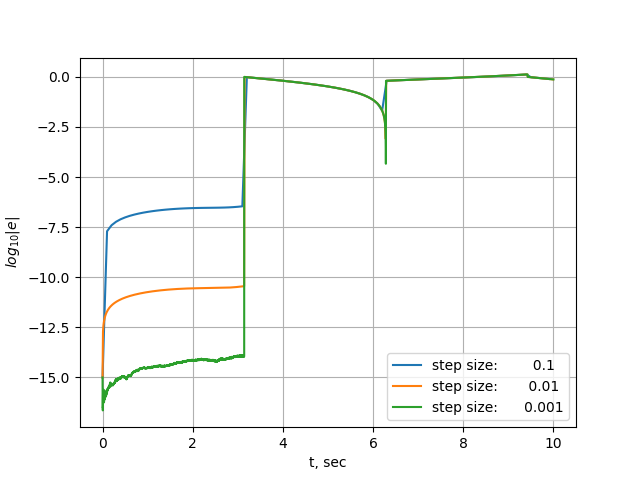 0.0
−2.5
−5.0
−7.5
−10.0
−12.5
−15.0
log₁₀|e|
0 2 4 6 8 10
t, sec
step size: 0.1
step size: 0.01
step size: 0.001